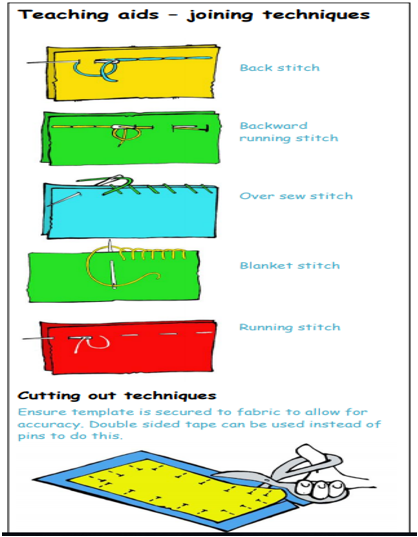 Teaching aids – joining techniques
Back stitch
Backward
running stitch
Over sew stitch
Blanket stitch
Running stitch
Cutting out techniques
Ensure template is secured to fabric to allow for
accuracy. Double sided tape can be used instead of
pins to do this.